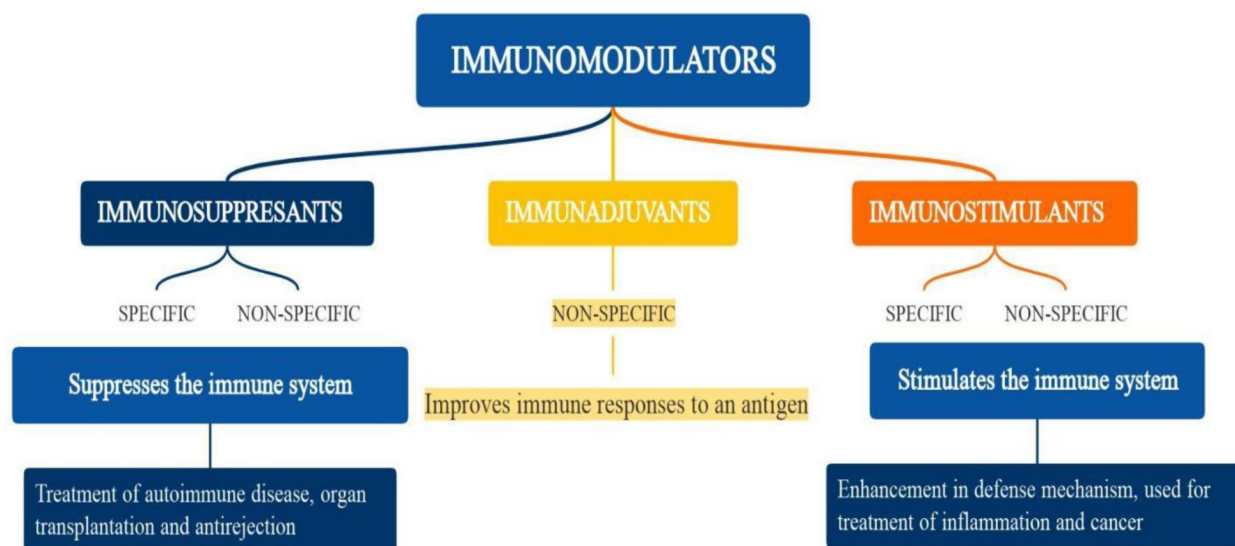 IMMUNOMODULATORS
IMMUNOSUPPRESANTS
IMMUNADJUVANTS
IMMUNOSTIMULANTS
SPECIFIC
NON-SPECIFIC
NON-SPECIFIC
SPECIFIC
NON-SPECIFIC
Suppresses the immune system
Improves immune responses to an antigen
Stimulates the immune system
Treatment of autoimmune disease, organ
transplantation and antirejection
Enhancement in defense mechanism, used for
treatment of inflammation and cancer